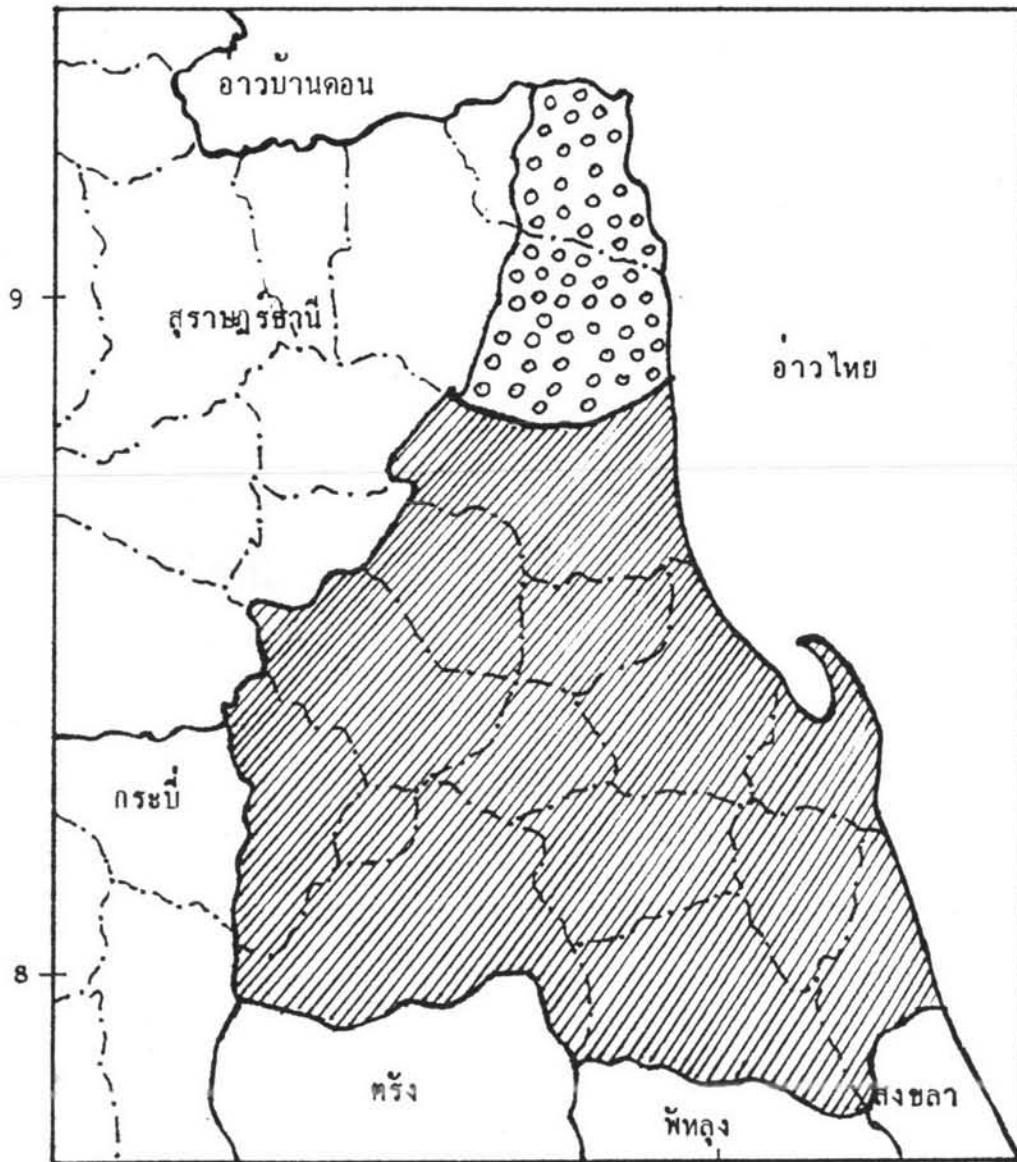 อาวบ้านดอน
9
สุราษฎร์ธานี
อ่าวไทย
กระบี่
8
ตรัง
พัหลุง
สงขลา